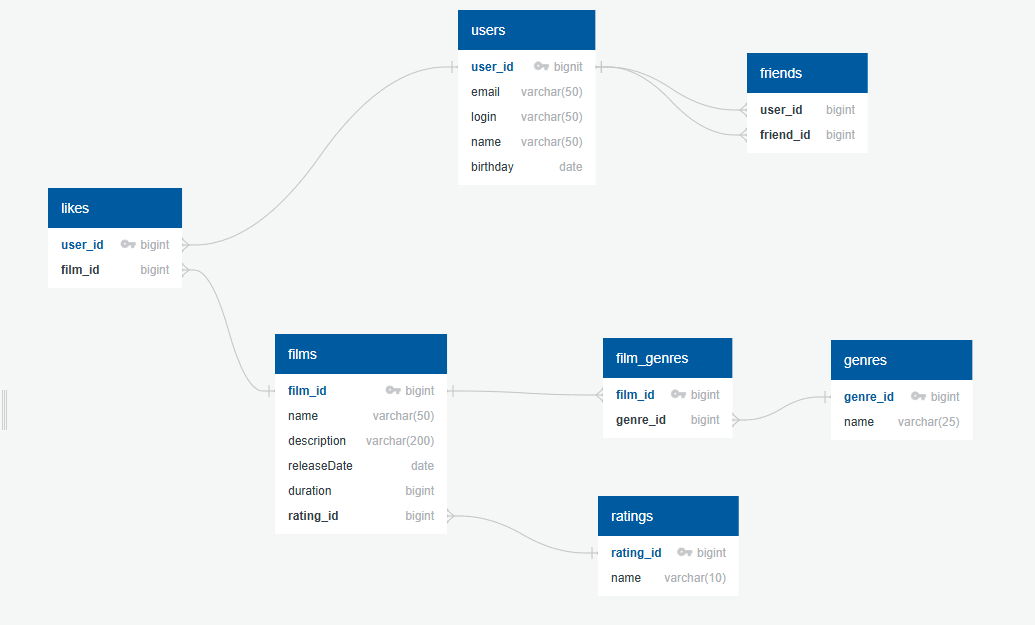 users
user_id bignit
email varchar(50)
login varchar(50)
name varchar(50)
birthday date
friends
user_id bigint
friend_id bigint
likes
user_id bigint
film_id bigint
films
film_id bigint
name varchar(50)
description varchar(200)
releaseDate date
duration bigint
rating_id bigint
film_genres
film_id bigint
genre_id bigint
genres
genre_id bigint
name varchar(25)
ratings
rating_id bigint
name varchar(10)